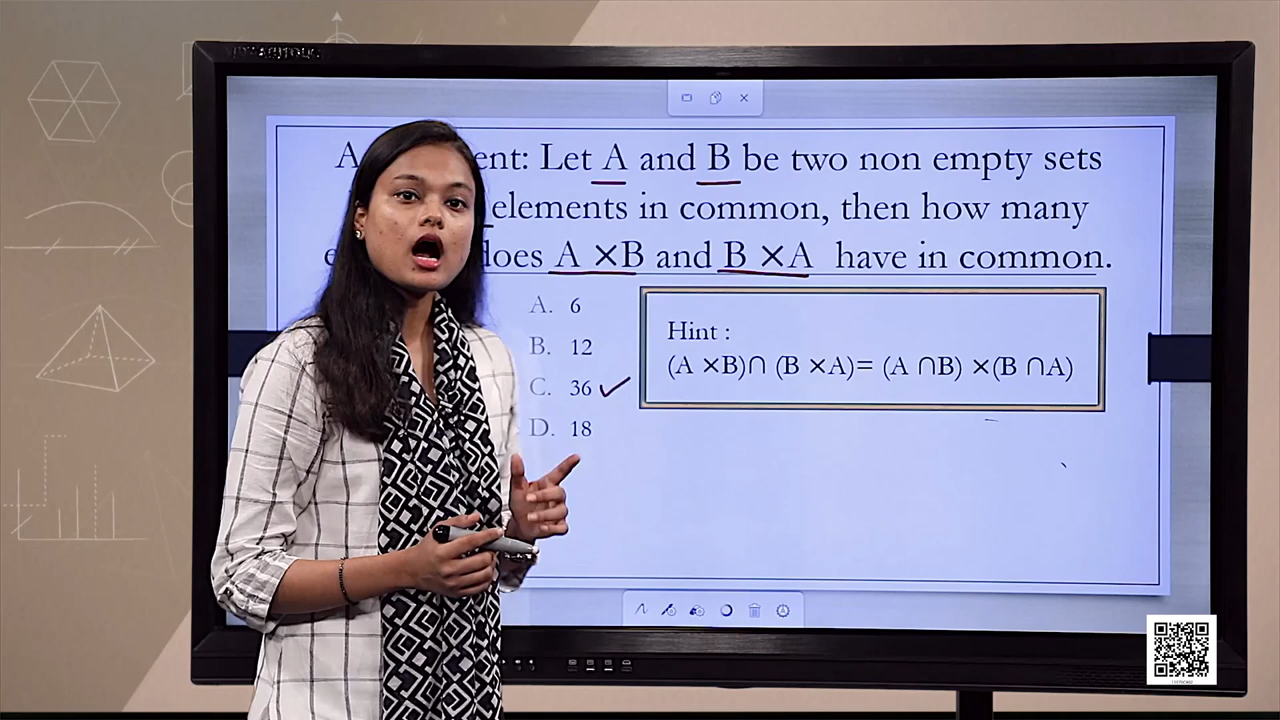 A ent: Let A and B be two non empty sets
elements in common, then how many
does A ×B and B ×A have in common.
A. 6
B. 12
C. 36
D. 18
Hint :
(A ×B)∩ (B ×A)= (A ∩B) ×(B ∩A)